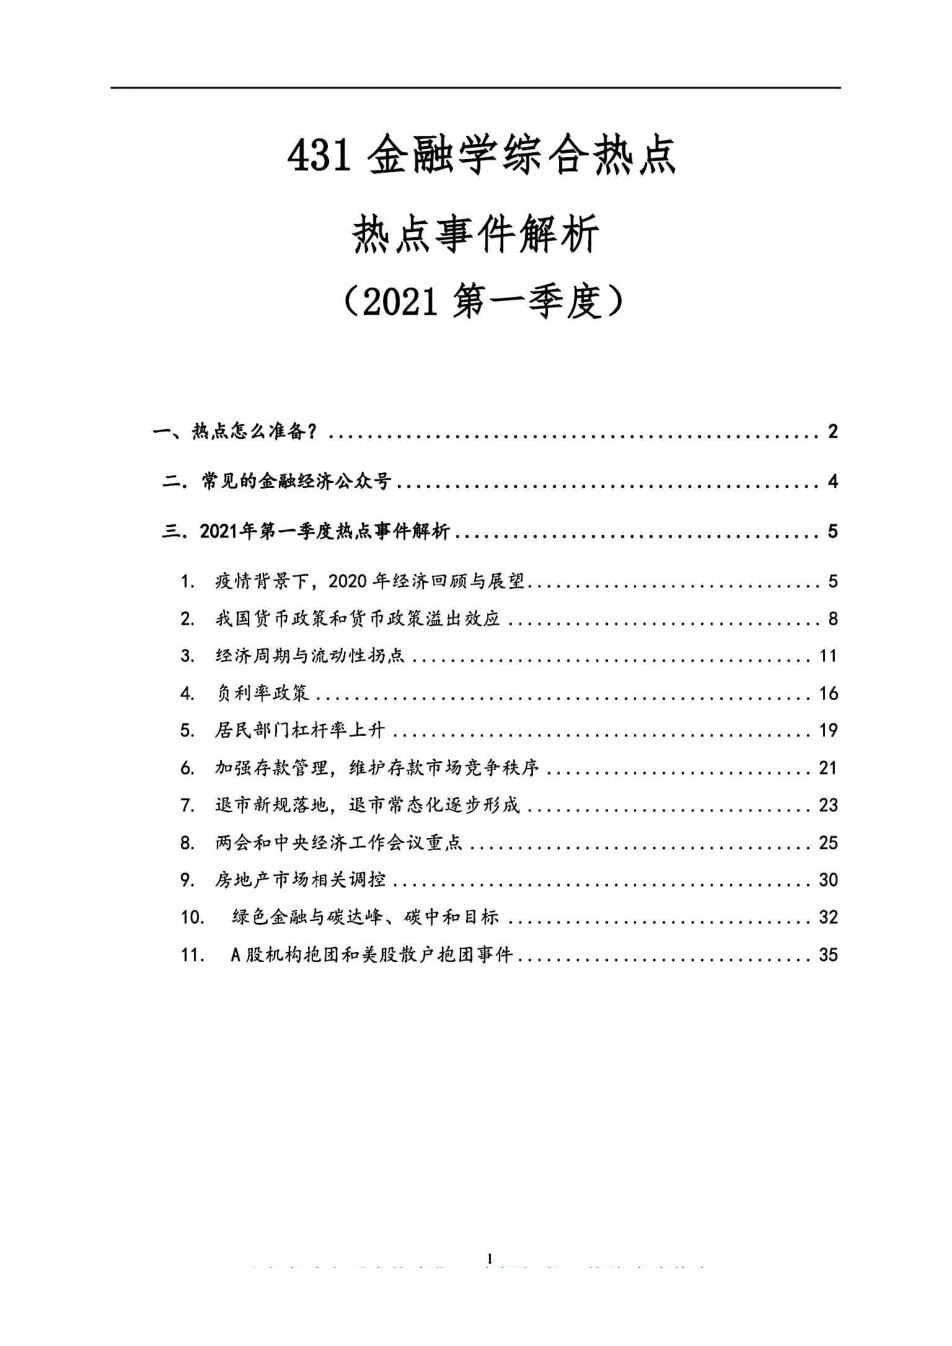 431 金融学综合热点
热点事件解析
（2021 第一季度）
一、热点怎么准备？.................................................. 2
二．常见的金融经济公众号............................................ 4
三．2021年第一季度热点事件解析...................................... 5
1. 疫情背景下，2020 年经济回顾与展望............................... 5
2. 我国货币政策和货币政策溢出效应 ................................. 8
3. 经济周期与流动性拐点 .......................................... 11
4. 负利率政策 .................................................... 16
5. 居民部门杠杆率上升 ............................................ 19
6. 加强存款管理，维护存款市场竞争秩序 ............................ 21
7. 退市新规落地，退市常态化逐步形成 .............................. 23
8. 两会和中央经济工作会议重点 .................................... 25
9. 房地产市场相关调控 ............................................ 30
10. 绿色金融与碳达峰、碳中和目标 ................................ 32
11. A 股机构抱团和美股散户抱团事件............................... 35
1